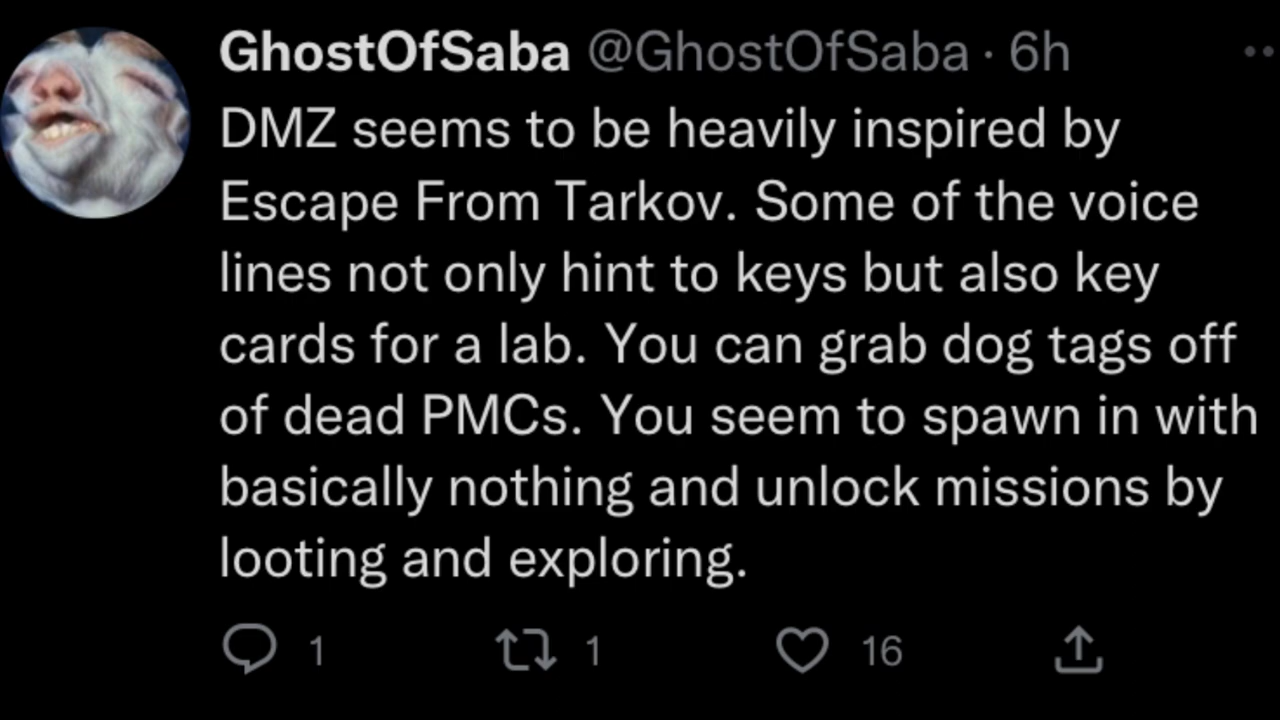 GhostOfSaba @GhostOfSaba · 6h
DMZ seems to be heavily inspired by
Escape From Tarkov. Some of the voice
lines not only hint to keys but also key
cards for a lab. You can grab dog tags off
of dead PMCs. You seem to spawn in with
basically nothing and unlock missions by
looting and exploring.
1 1 16